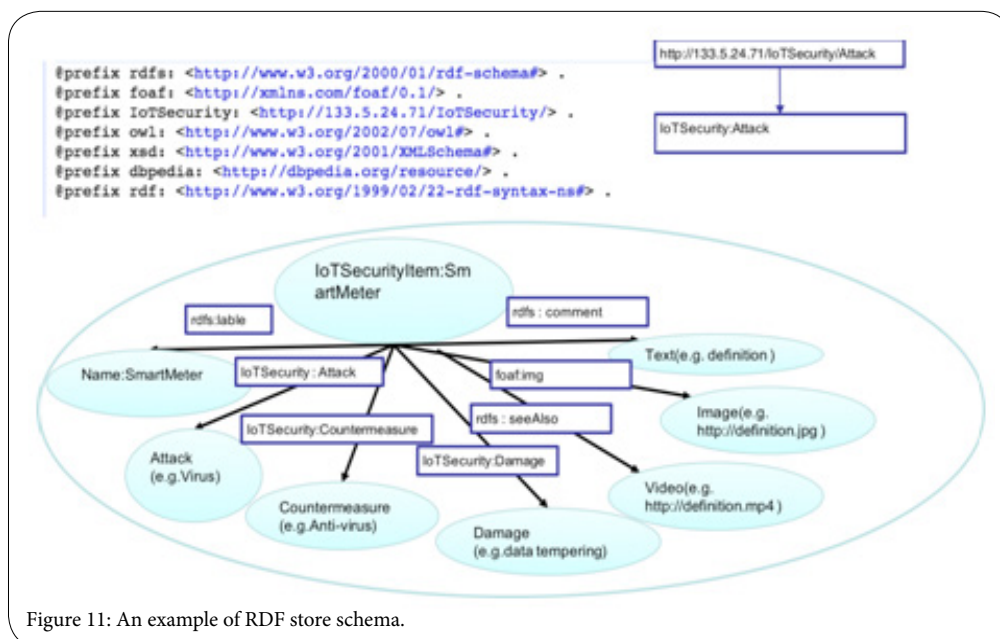 @prefix rdfs: <http://www.w3.org/2000/01/rdf-schema#> .
@prefix foaf: <http://xmlns.com/foaf/0.1/> .
@prefix IoTSecurity: <http://133.5.24.71/IoTSecurity/> .
@prefix owl: <http://www.w3.org/2002/07/owl#> .
@prefix xsd: <http://www.w3.org/2001/XMLSchema#> .
@prefix dbpedia: <http://dbpedia.org/resource/> .
@prefix rdf: <http://www.w3.org/1999/02/22-rdf-syntax-ns#> .
http://133.5.24.71/IoTSecurity/Attack
IoTSecurity:Attack
IoTSecurityItem:Sm
artMeter
rdfs:lable
rdfs : comment
Name:SmartMeter
IoTSecurity : Attack
foaf:img
Text(e.g. definition )
IoTSecurity:Countermeasure
rdfs : seeAlso
Image(e.g.
http://definition.jpg )
Attack
(e.g.Virus)
IoTSecurity:Damage
Countermeasure
(e.g.Anti-virus)
Video(e.g.
http://definition.mp4 )
Damage
(e.g.data tempering)
Figure 11: An example of RDF store schema.